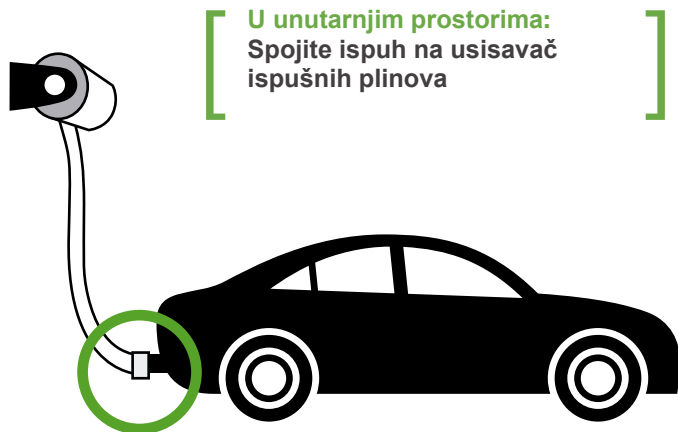 U unutarnjim prostorima:
Spojite ispuh na usisavač
ispušnih plinova